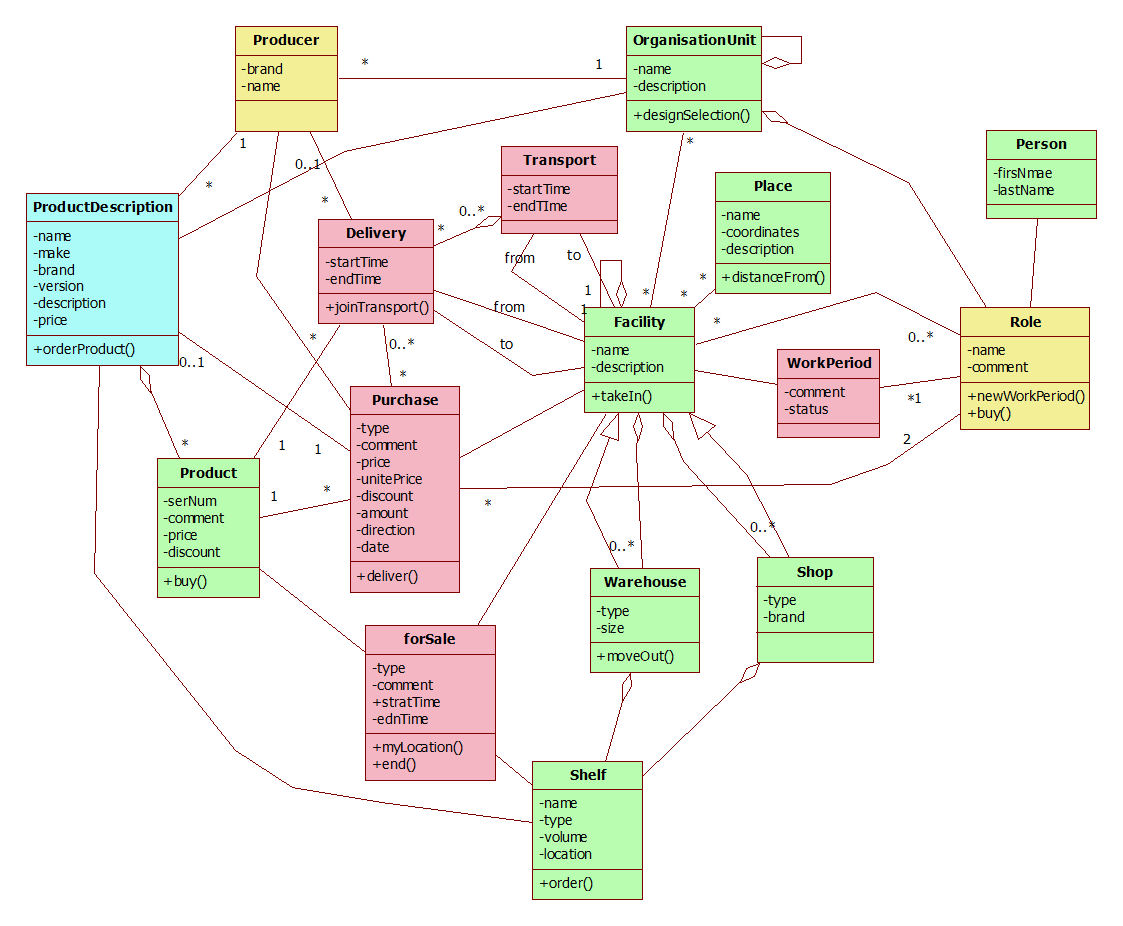 Producer
-brand
-name
OrganisationUnit
-name
-description
+designSelection()
*
1
1
*
0..1
*
*
Transport
-startTime
-endTIme
Person
-firsNmae
-lastName
Place
-name
-coordinates
-description
+distanceFrom()
ProductDescription
-name
-make
-brand
-version
-description
-price
+orderProduct()
Delivery
-startTime
-endTime
+joinTransport()
*
0..*
from
to
from
to
1
1
*
*
*
*
0..*
Facility
-name
-description
+takeIn()
Role
-name
-comment
+newWorkPeriod()
+buy()
WorkPeriod
-comment
-status
*1
2
*
0..*
*
0..1
Purchase
-type
-comment
-price
-unitePrice
-discount
-amount
-direction
-date
+deliver()
*
1
1
1
*
*
Product
-serNum
-comment
-price
-discount
+buy()
0..*
0..*
Warehouse
-type
-size
+moveOut()
Shop
-type
-brand
forSale
-type
-comment
+stratTime
-ednTime
+myLocation()
+end()
Shelf
-name
-type
-volume
-location
+order()